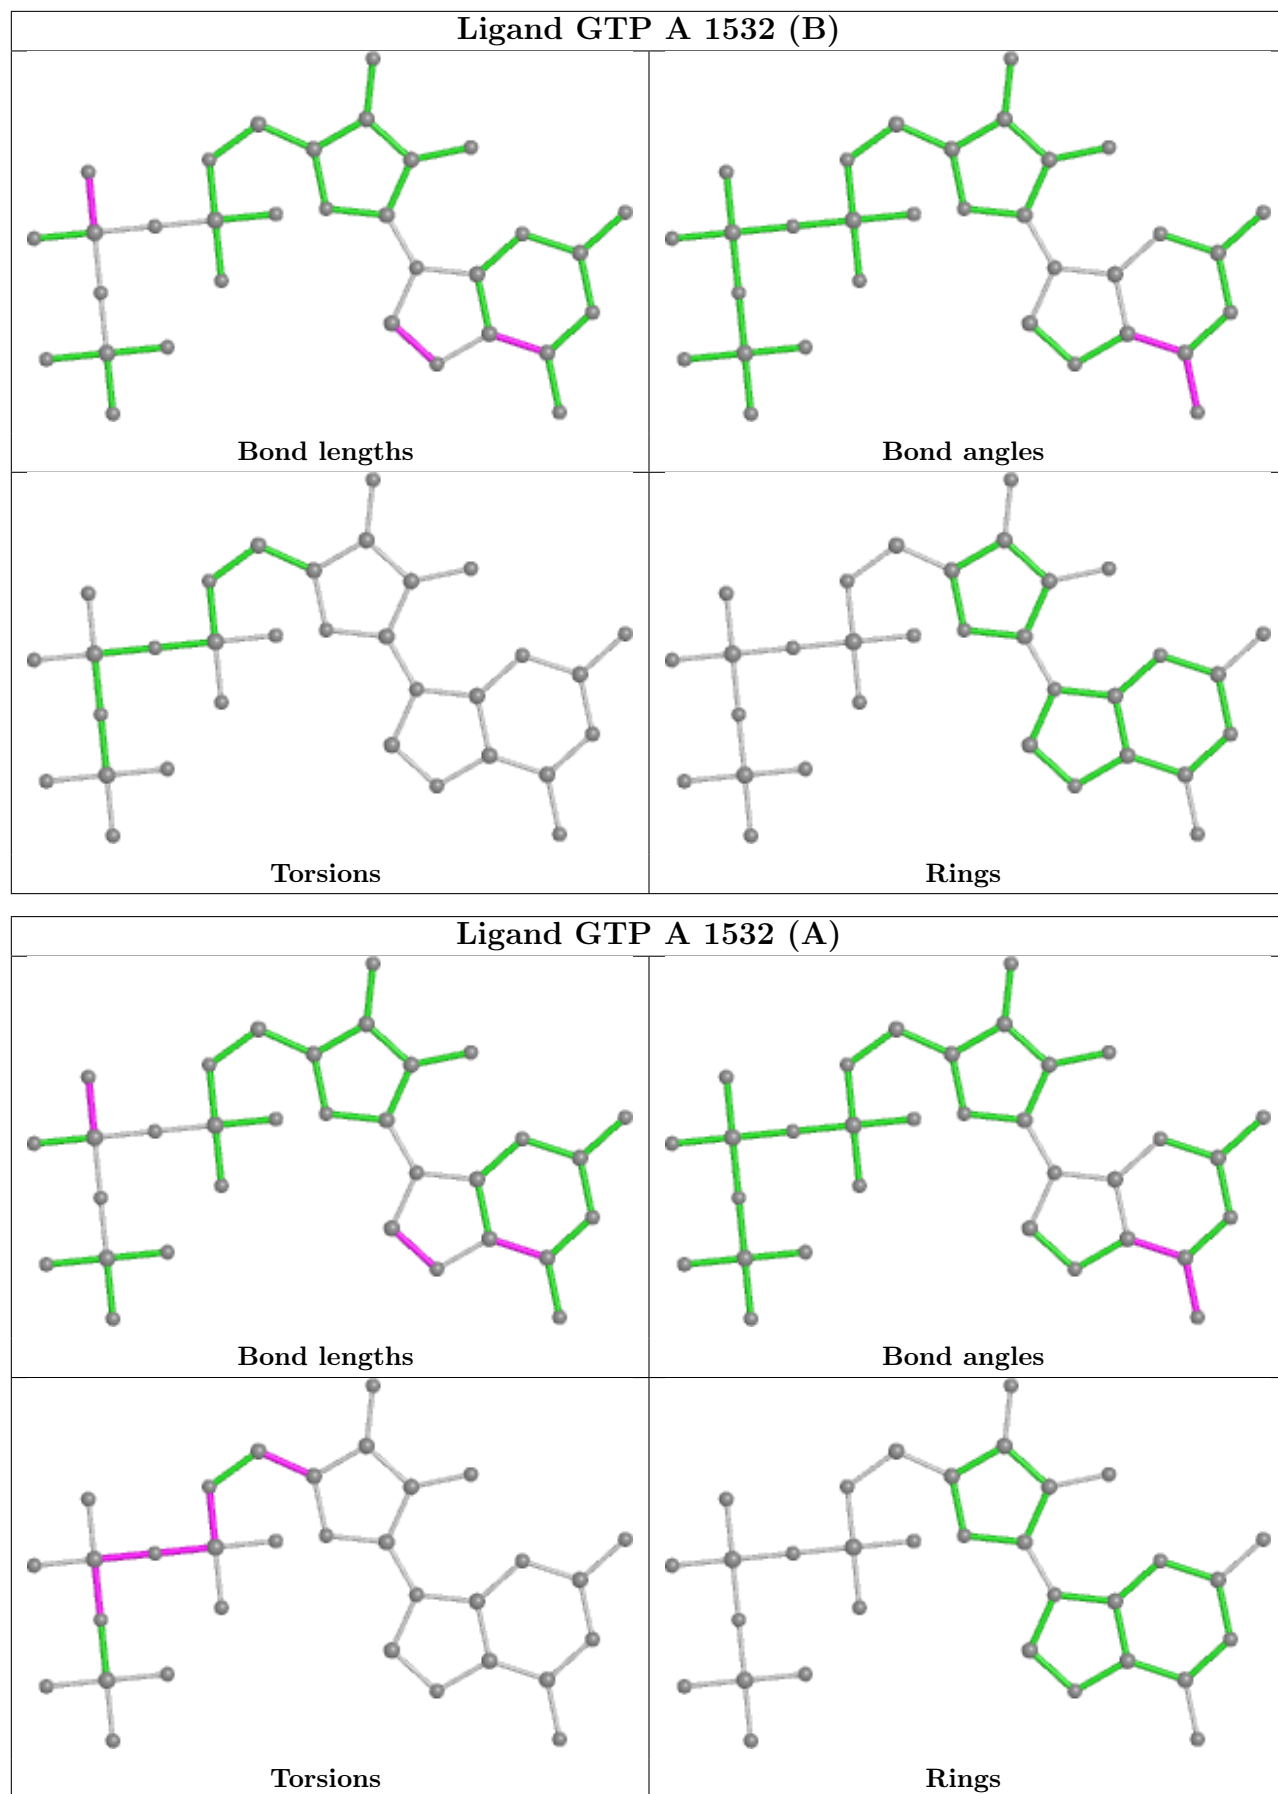 Ligand GTP A 1532 (B)
Bond lengths
Bond angles
Torsions
Rings
Ligand GTP A 1532 (A)
Bond lengths
Bond angles
Torsions
Rings